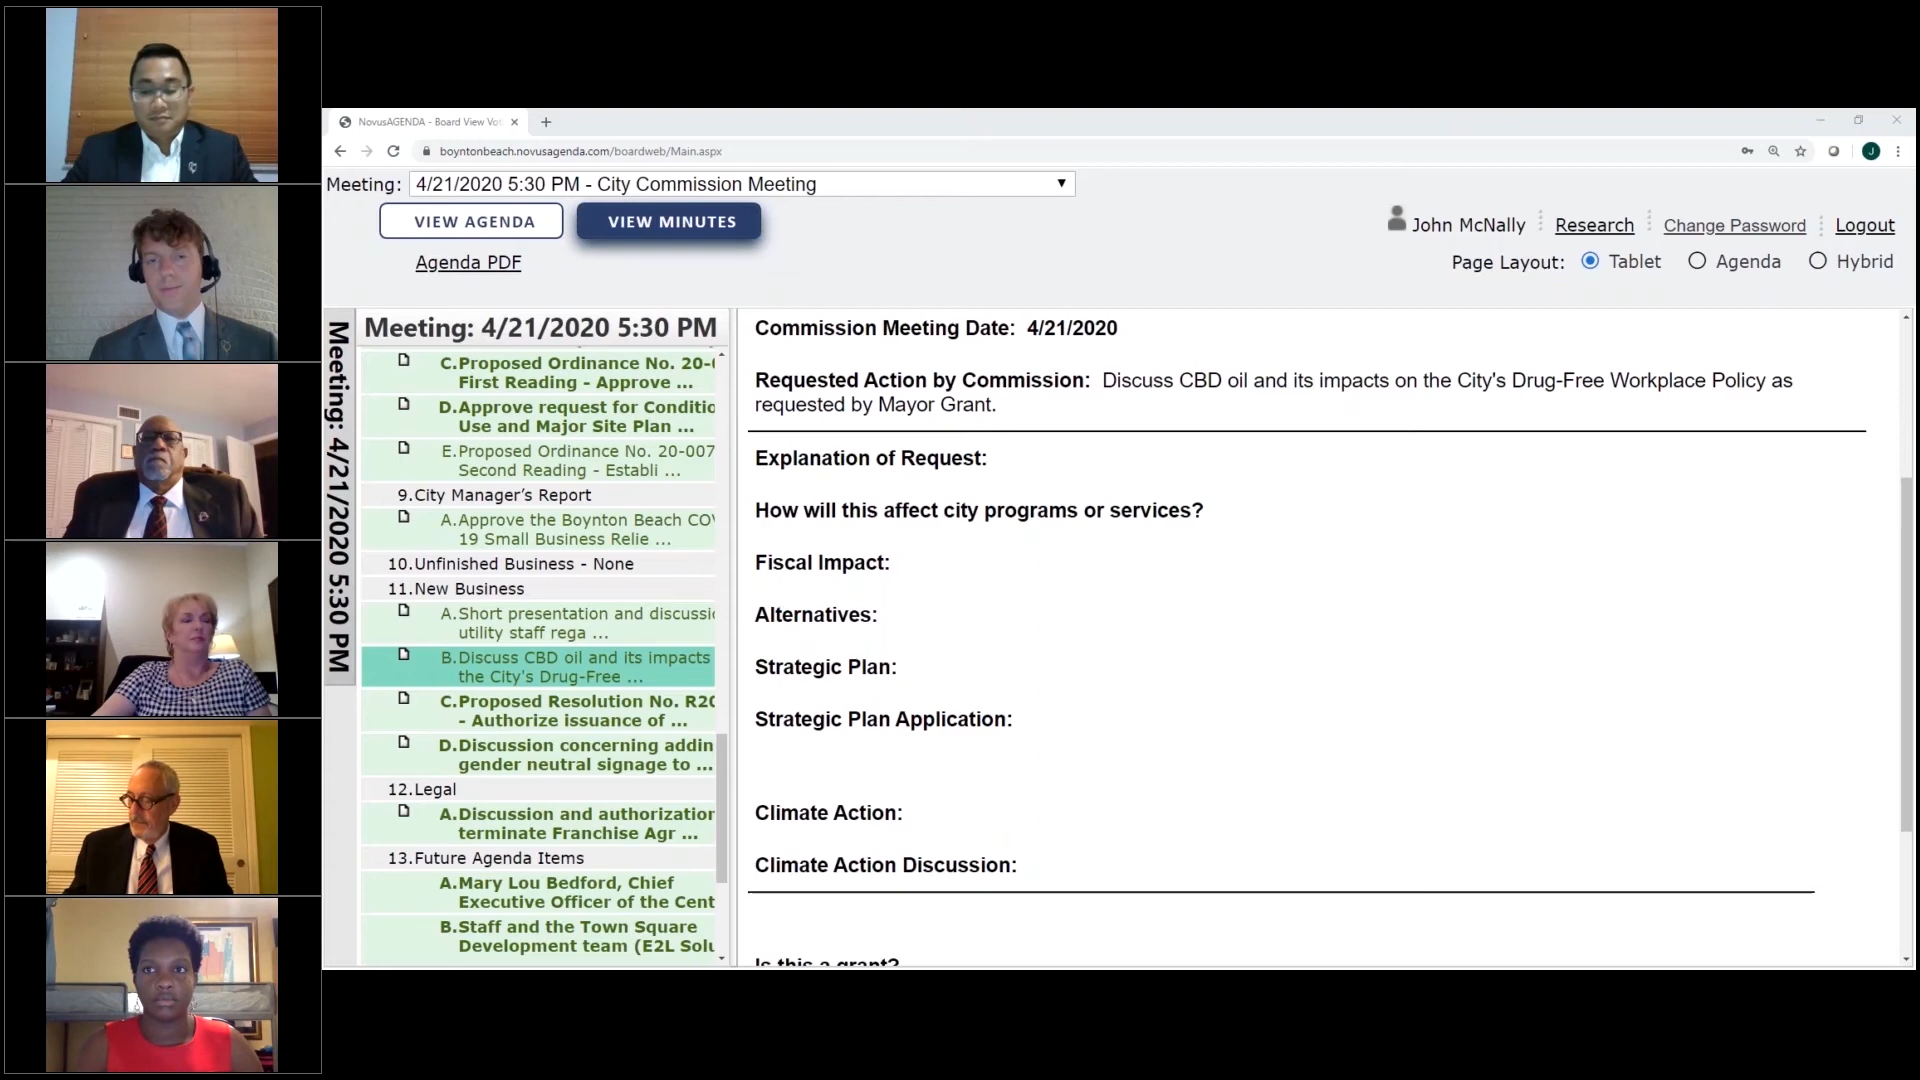 NovusAGENDA - Board View Vot
boyntonbeach.novusagenda.com/boardweb/Main.aspx
J
Meeting: 4/21/2020 5:30 PM - City Commission Meeting
VIEW AGENDA VIEW MINUTES
Agenda PDF
John McNally Research Change Password Logout
Page Layout: Tablet Agenda Hybrid
Meeting: 4/21/2020 5:30 PM
Meeting: 4/21/2020 5:30 PM
C.Proposed Ordinance No. 20-
First Reading - Approve ...
D.Approve request for Conditio
Use and Major Site Plan ...
E.Proposed Ordinance No. 20-007
Second Reading - Establi ...
9.City Manager’s Report
A.Approve the Boynton Beach COV
19 Small Business Relie ...
10.Unfinished Business - None
11.New Business
A.Short presentation and discussi
utility staff rega ...
B.Discuss CBD oil and its impacts
the City's Drug-Free ...
C.Proposed Resolution No. R20
- Authorize issuance of ...
D.Discussion concerning addin
gender neutral signage to ...
12.Legal
A.Discussion and authorization
terminate Franchise Agr ...
13.Future Agenda Items
A.Mary Lou Bedford, Chief
Executive Officer of the Cent
B.Staff and the Town Square
Development team (E2L Solu
Commission Meeting Date: 4/21/2020
Requested Action by Commission: Discuss CBD oil and its impacts on the City's Drug-Free Workplace Policy as
requested by Mayor Grant.
Explanation of Request:
How will this affect city programs or services?
Fiscal Impact:
Alternatives:
Strategic Plan:
Strategic Plan Application:
Climate Action:
Climate Action Discussion:
Is this a grant?